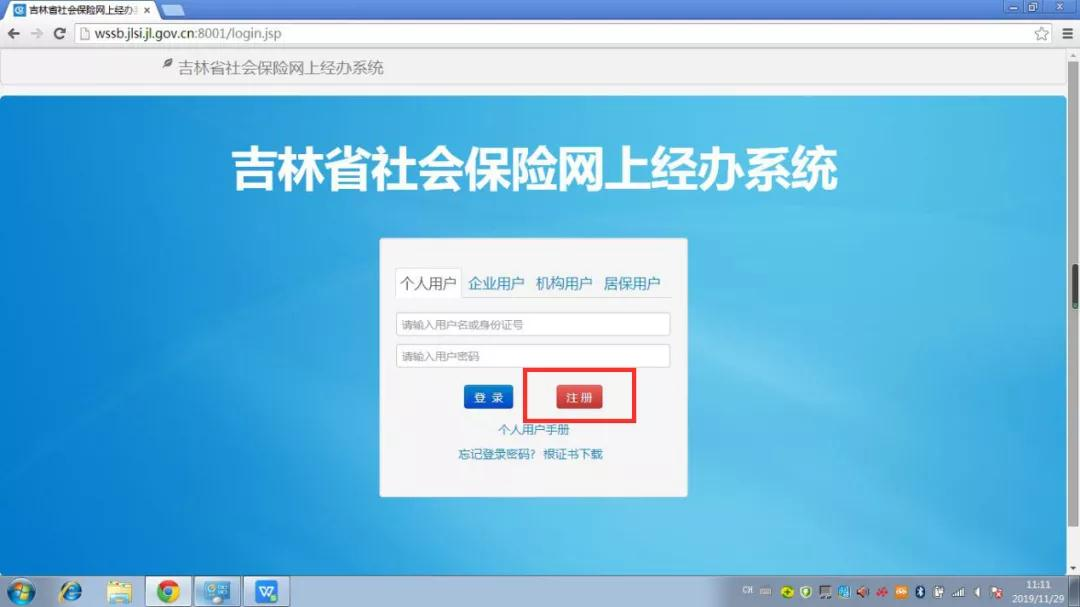 吉林省社会保险网上经办
wssb.jlsi.jl.gov.cn:8001/login.jsp
吉林省社会保险网上经办系统
吉林省社会保险网上经办系统
个人用户 企业用户 机构用户 居保用户
请输入用户名或身份证号
请输入用户密码
登 录 注 册
个人用户手册
忘记登录密码? 根证书下载
CH
11:11
2019/11/29